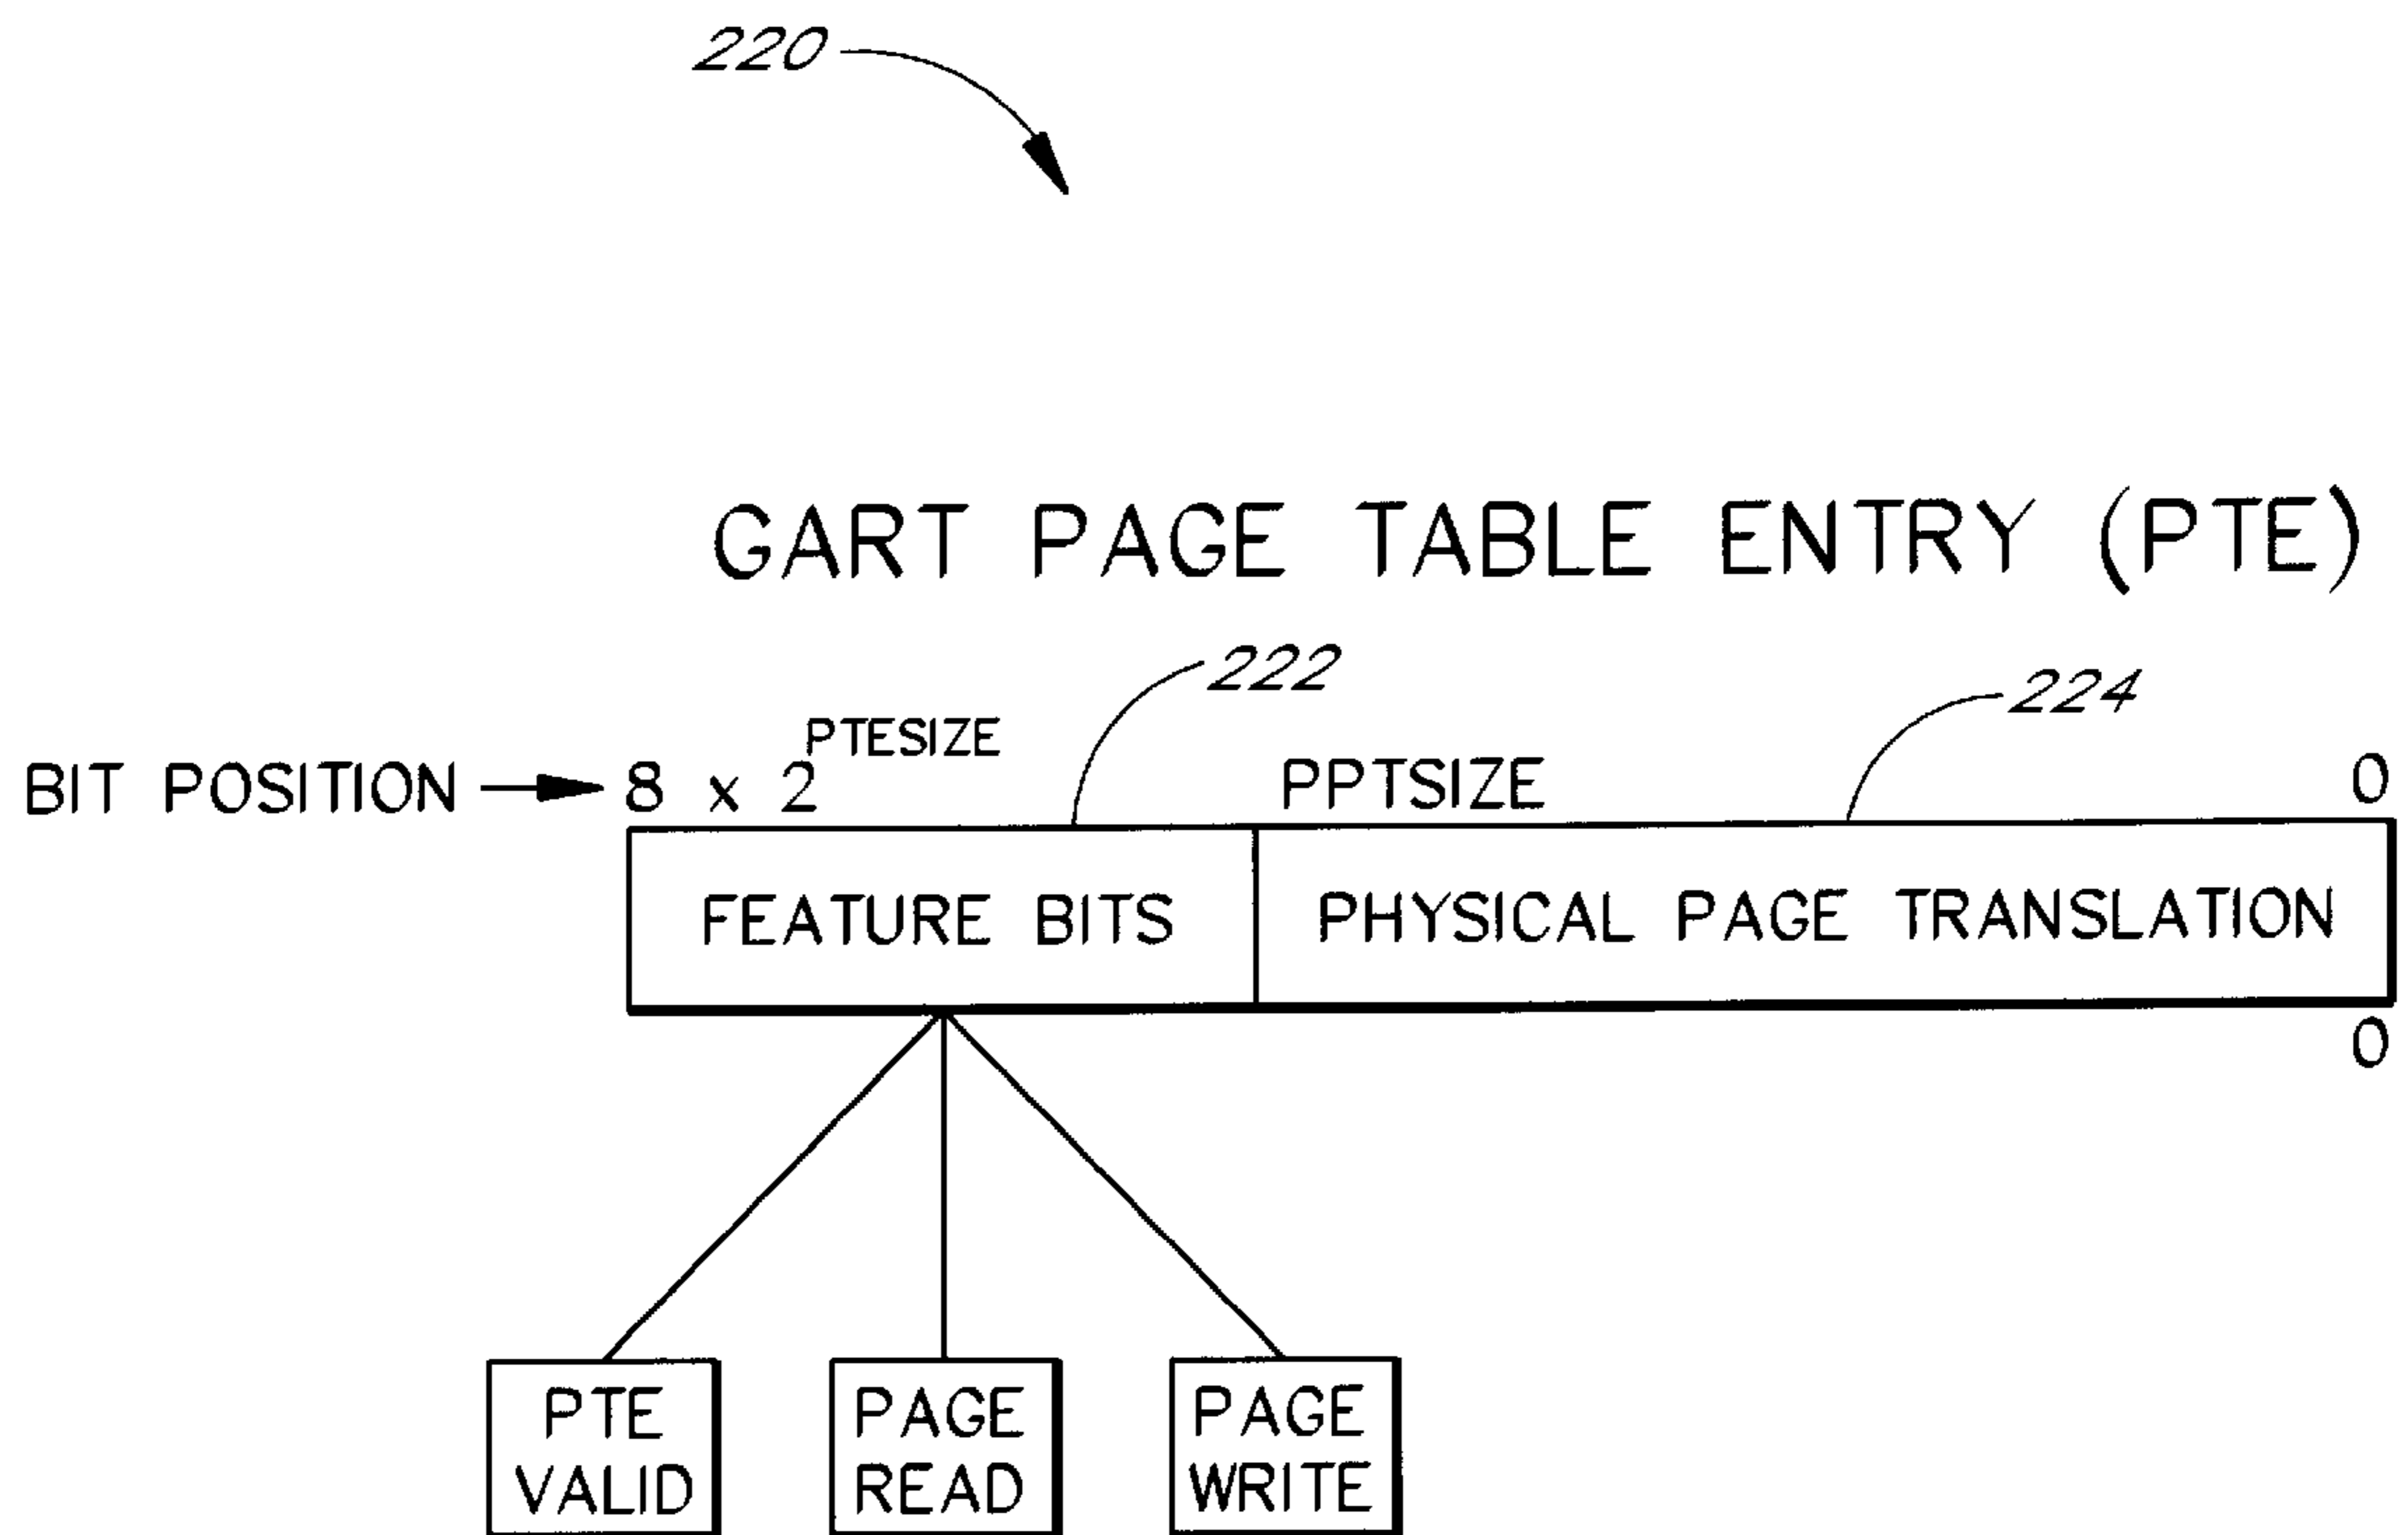 220
GART PAGE TABLE ENTRY (PTE)
222
224
BIT POSITION 8 x 2 PTESIZE PPTSIZE 0
FEATURE BITS PHYSICAL PAGE TRANSLATION
0
PTE VALID
PAGE READ
PAGE WRITE